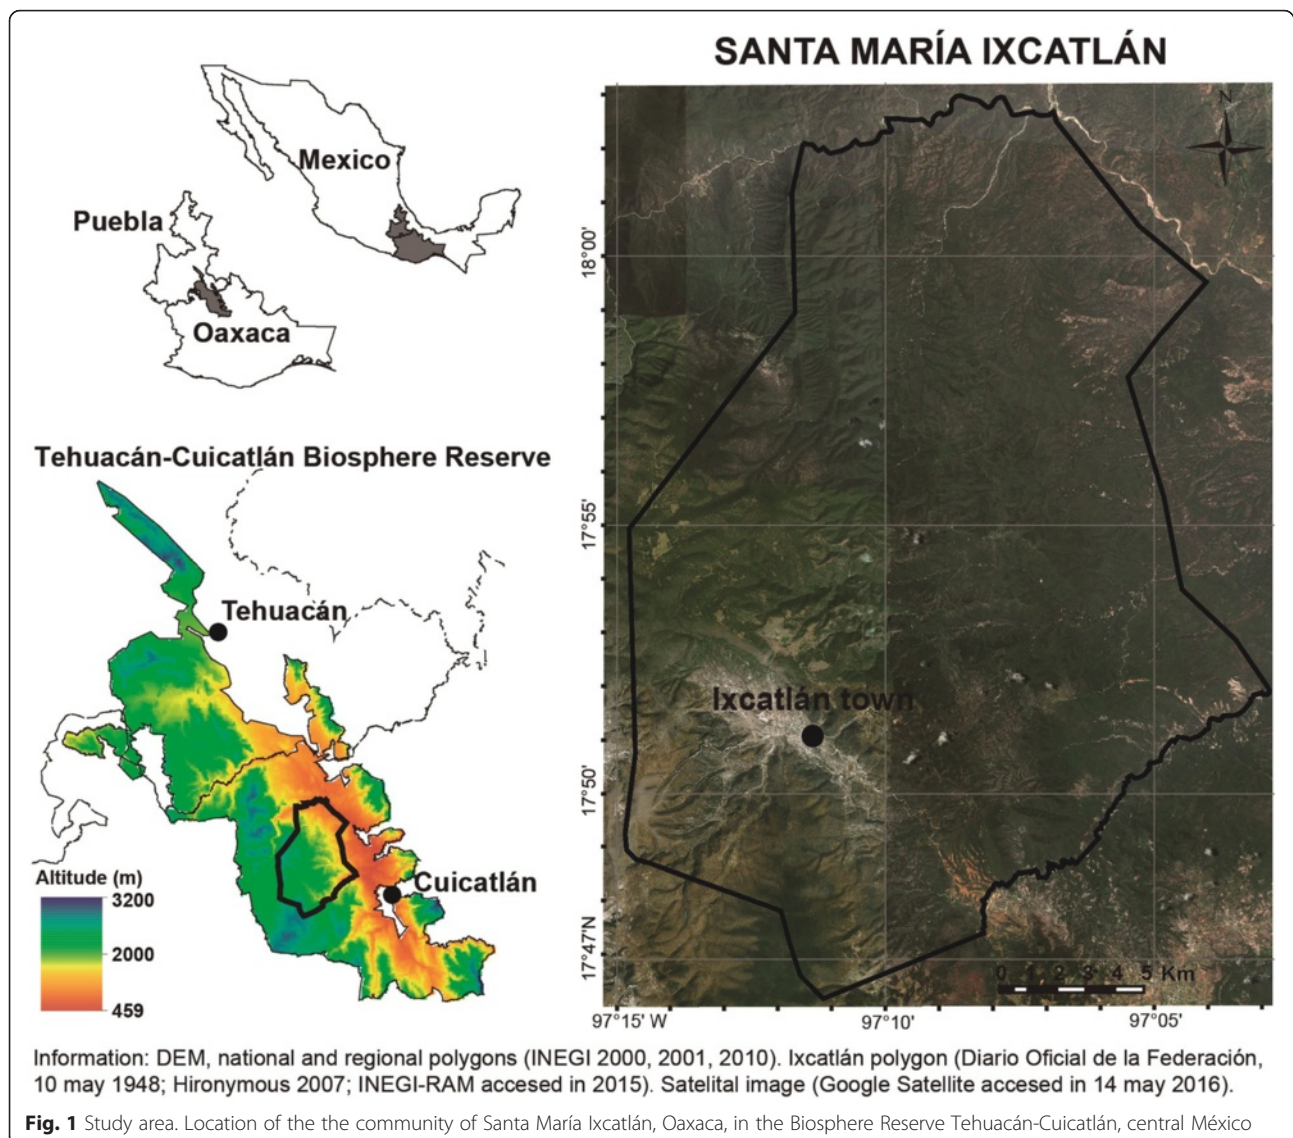 SANTA MARÍA IXCATLÁN
Mexico
Puebla
Oaxaca
Tehuacán-Cuicatlán Biosphere Reserve
Tehuacán
Cuicatlán
Altitude (m)
3200
2000
459
N
18°00'
17°55'
17°50'
17°47'N
Ixcatlán town
0 1 2 3 4 5 Km
97°15' W
97°10'
97°05'
Information: DEM, national and regional polygons (INEGI 2000, 2001, 2010). Ixcatlán polygon (Diario Oficial de la Federación,
10 may 1948; Hironymous 2007; INEGI-RAM accesed in 2015). Satelital image (Google Satellite accesed in 14 may 2016).
Fig. 1 Study area. Location of the the community of Santa María Ixcatlán, Oaxaca, in the Biosphere Reserve Tehuacán-Cuicatlán, central México